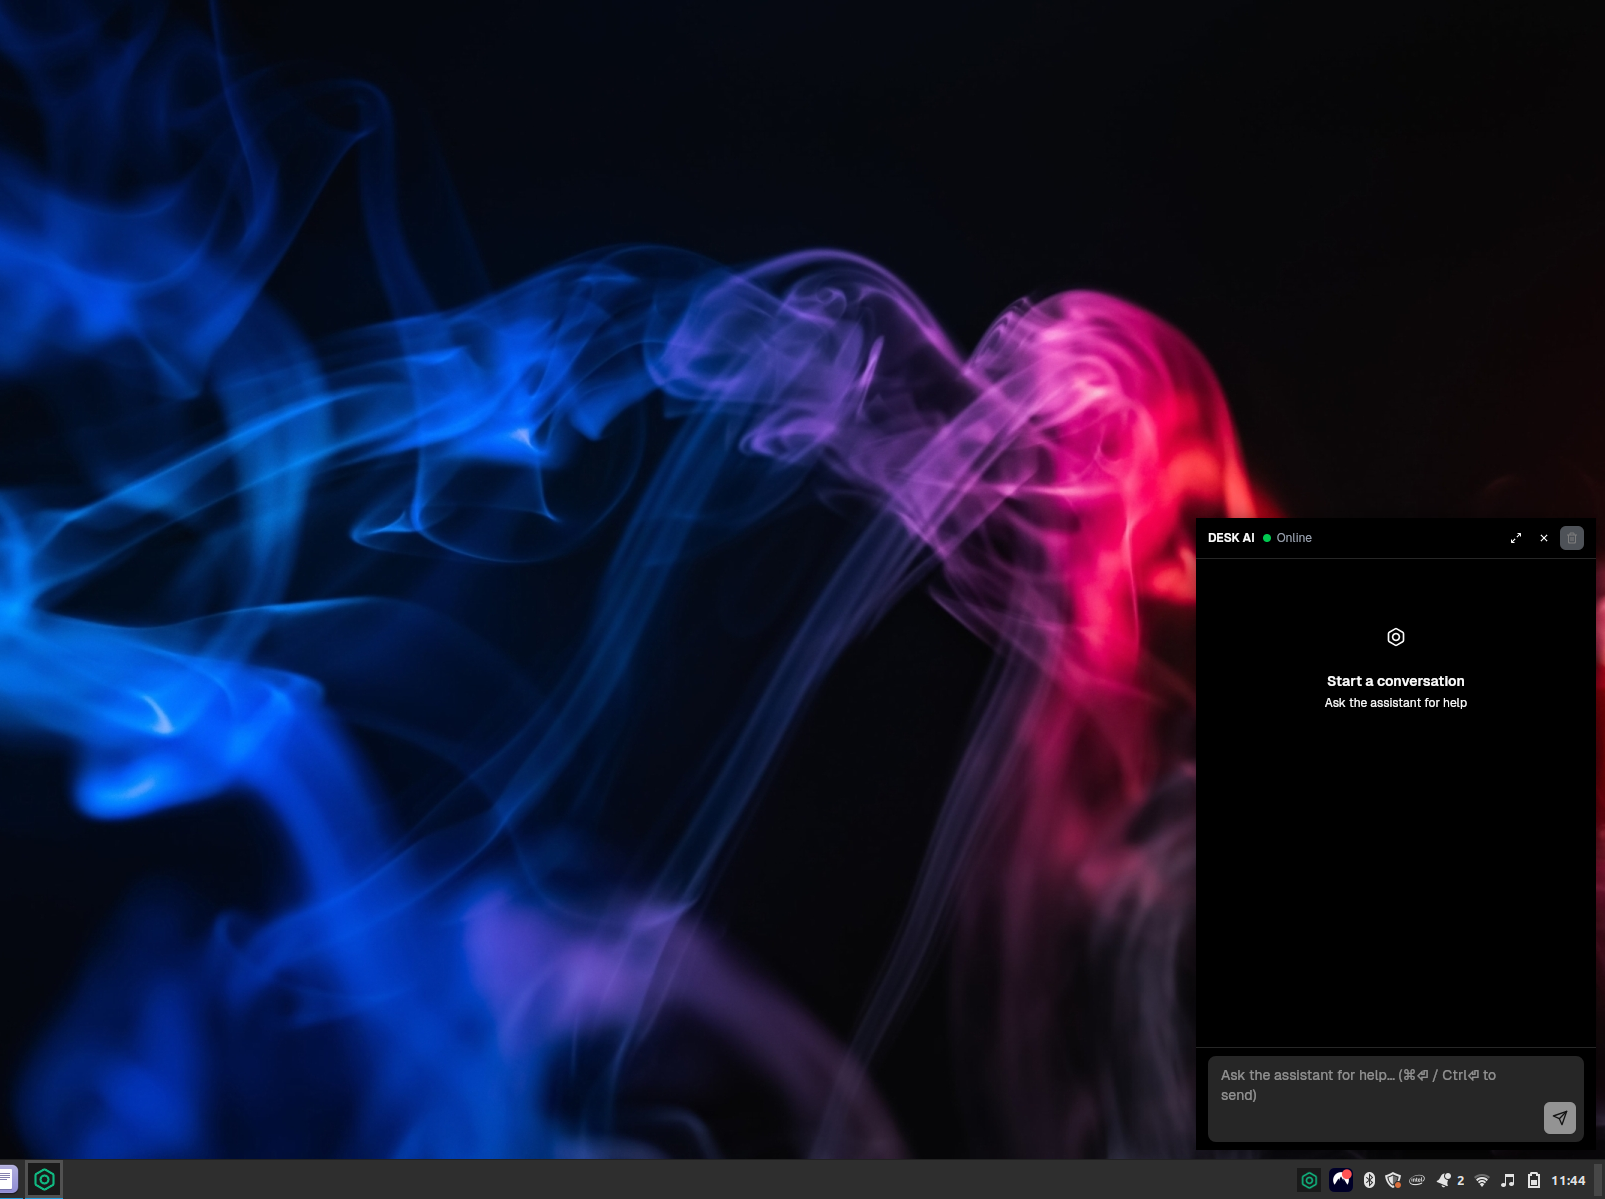 DESK AI Online
Start a conversation
Ask the assistant for help
Ask the assistant for help... (⌘⏎ / Ctrl⏎ to
send)
intel
2
11:44